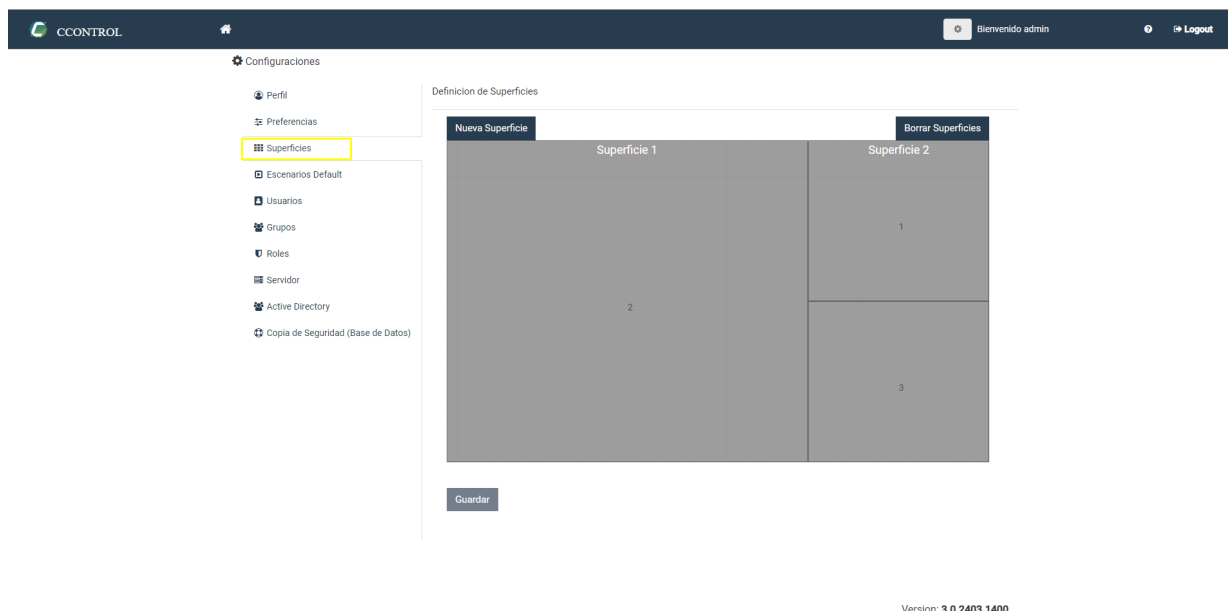 CCONTROL
Bienvenido admin
Logout
Configuraciones
Perfil
Preferencias
Superficies
Escenarios Default
Usuarios
Grupos
Roles
Servidor
Active Directory
Copia de Seguridad (Base de Datos)
Definicion de Superficies
Nueva Superficie
Borrar Superficies
Superficie 1
Superficie 2
1
2
3
Guardar
Version: 3.0.2403.1400